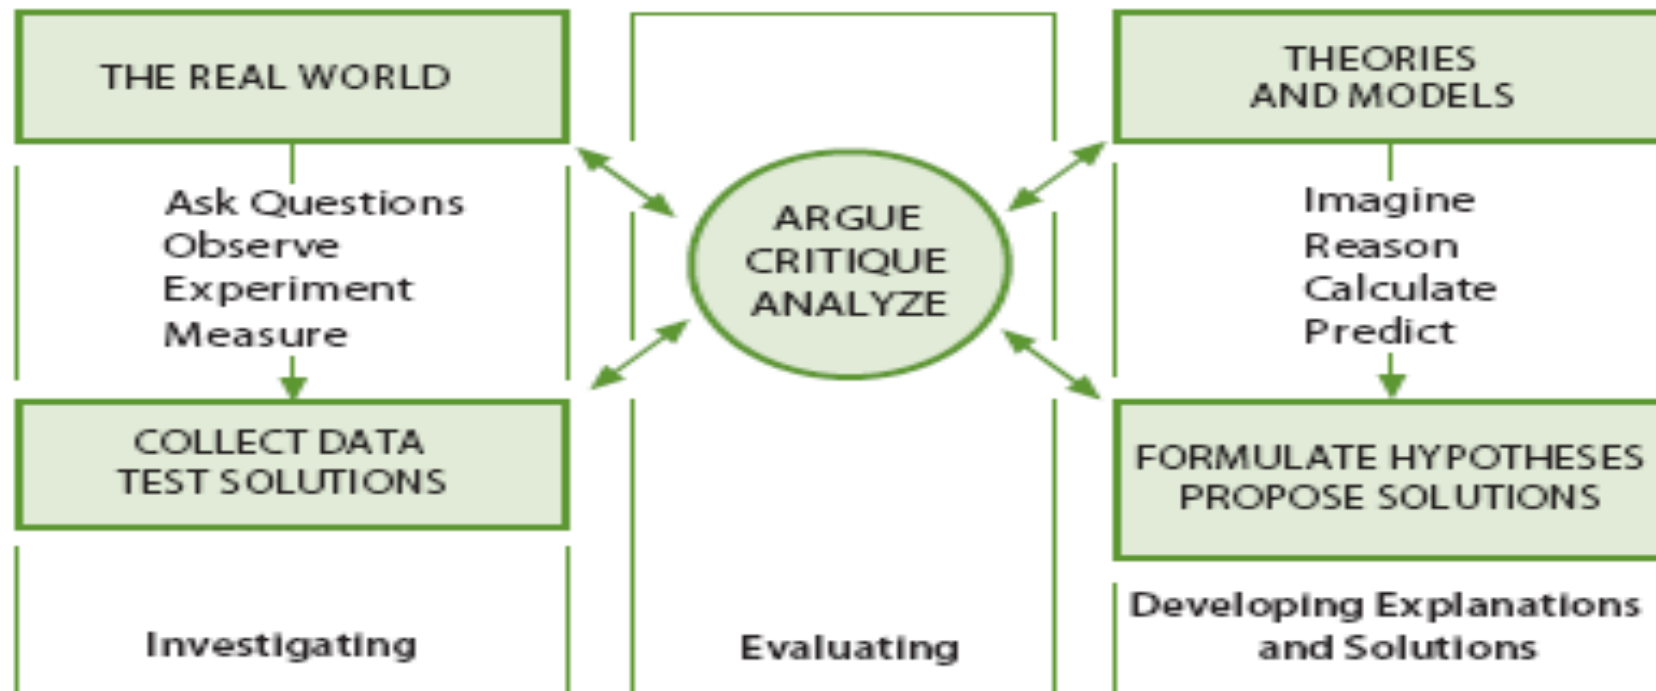 THE REAL WORLD
Ask Questions
Observe
Experiment
Measure
COLLECT DATA
TEST SOLUTIONS
Investigating
ARGUE
CRITIQUE
ANALYZE
Evaluating
THEORIES
AND MODELS
Imagine
Reason
Calculate
Predict
FORMULATE HYPOTHESES
PROPOSE SOLUTIONS
Developing Explanations
and Solutions